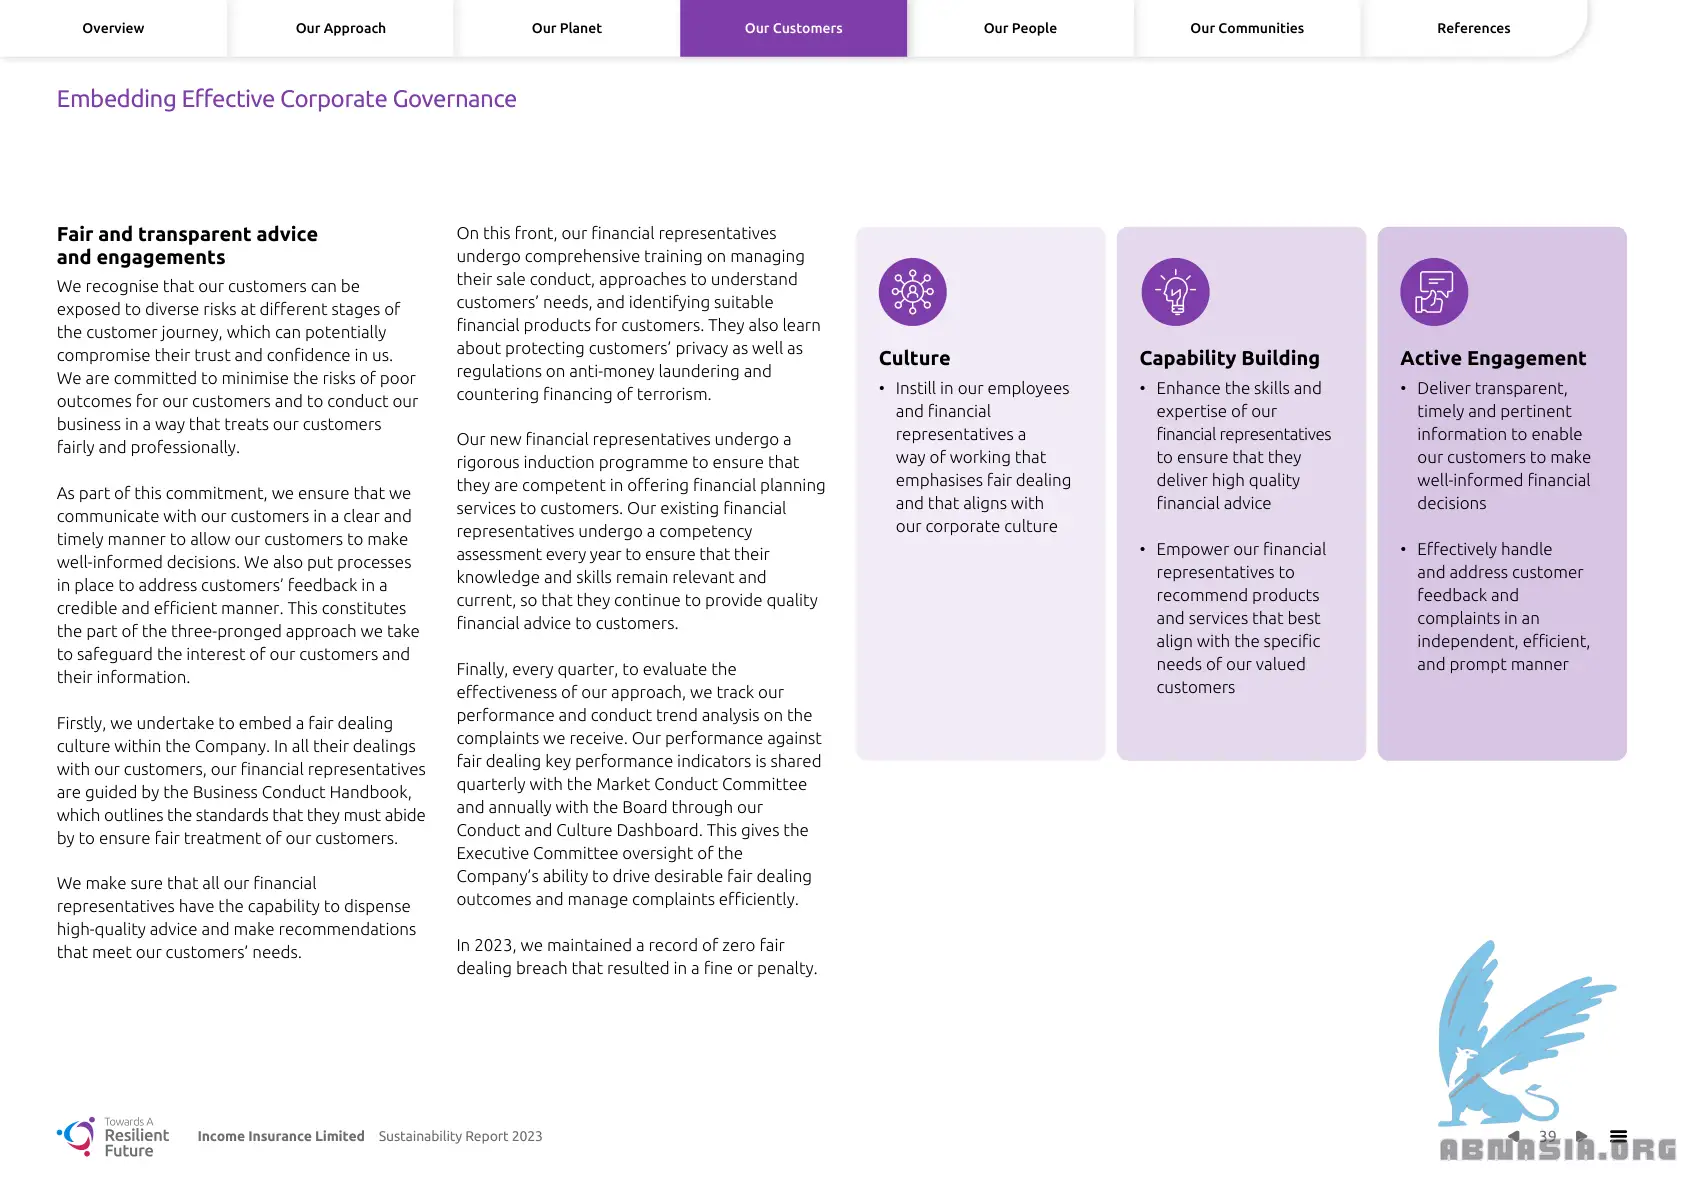 Overview
Our Approach
Our Planet
Our Customers
Our People
Our Communities
References
Embedding Effective Corporate Governance
Fair and transparent advice
and engagements
We recognise that our customers can be
exposed to diverse risks at different stages of
the customer journey, which can potentially
compromise their trust and confidence in us.
We are committed to minimise the risks of poor
outcomes for our customers and to conduct our
business in a way that treats our customers
fairly and professionally.
As part of this commitment, we ensure that we
communicate with our customers in a clear and
timely manner to allow our customers to make
well-informed decisions. We also put processes
in place to address customers' feedback in a
credible and efficient manner. This constitutes
the part of the three-pronged approach we take
to safeguard the interest of our customers and
their information.
Firstly, we undertake to embed a fair dealing
culture within the Company. In all their dealings
with our customers, our financial representatives
are guided by the Business Conduct Handbook,
which outlines the standards that they must abide
by to ensure fair treatment of our customers.
We make sure that all our financial
representatives have the capability to dispense
high-quality advice and make recommendations
that meet our customers' needs.
On this front, our financial representatives
undergo comprehensive training on managing
their sale conduct, approaches to understand
customers' needs, and identifying suitable
financial products for customers. They also learn
about protecting customers' privacy as well as
regulations on anti-money laundering and
countering financing of terrorism.
Our new financial representatives undergo a
rigorous induction programme to ensure that
they are competent in offering financial planning
services to customers. Our existing financial
representatives undergo a competency
assessment every year to ensure that their
knowledge and skills remain relevant and
current, so that they continue to provide quality
financial advice to customers.
Finally, every quarter, to evaluate the
effectiveness of our approach, we track our
performance and conduct trend analysis on the
complaints we receive. Our performance against
fair dealing key performance indicators is shared
quarterly with the Market Conduct Committee
and annually with the Board through our
Conduct and Culture Dashboard. This gives the
Executive Committee oversight of the
Company's ability to drive desirable fair dealing
outcomes and manage complaints efficiently.
In 2023, we maintained a record of zero fair
dealing breach that resulted in a fine or penalty.
Culture
• Instill in our employees
and financial
representatives a
way of working that
emphasises fair dealing
and that aligns with
our corporate culture
Capability Building
• Enhance the skills and
expertise of our
financial representatives
to ensure that they
deliver high quality
financial advice
• Empower our financial
representatives to
recommend products
and services that best
align with the specific
needs of our valued
customers
Active Engagement
• Deliver transparent,
timely and pertinent
information to enable
our customers to make
well-informed financial
decisions
• Effectively handle
and address customer
feedback and
complaints in an
independent, efficient,
and prompt manner
Towards A
Resilient
Future
Income Insurance Limited Sustainability Report 2023
39
ABNASIA.ORG